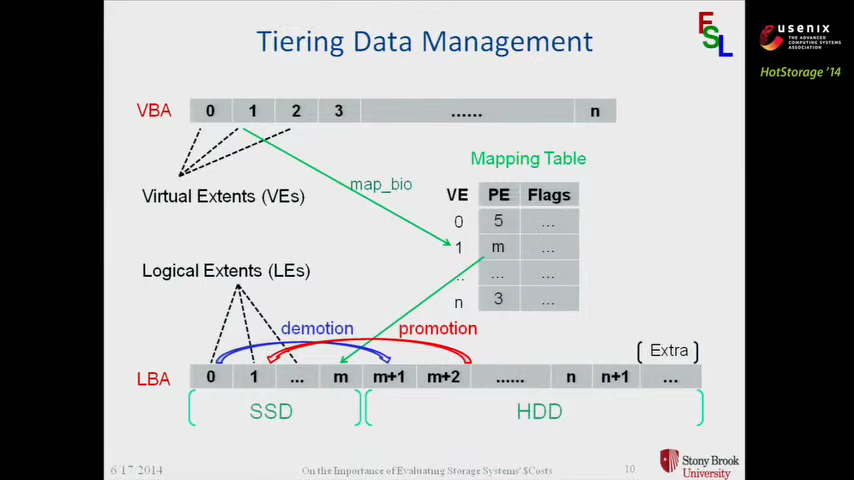 Tiering Data Management
FSL
usenix
THE ADVANCED
COMPUTING SYSTEMS
ASSOCIATION
HotStorage '14
VBA 0 1 2 3 ...... n
Mapping Table
map_bio
Virtual Extents (VEs)
VE PE Flags
0 5 ...
1 m ...
.. ... ...
n 3 ...
Logical Extents (LEs)
demotion promotion
Extra
LBA 0 1 ... m m+1 m+2 ...... n n+1 ...
SSD HDD
6/17/2014 On the Importance of Evaluating Storage Systems' $Costs 10
Stony Brook
University